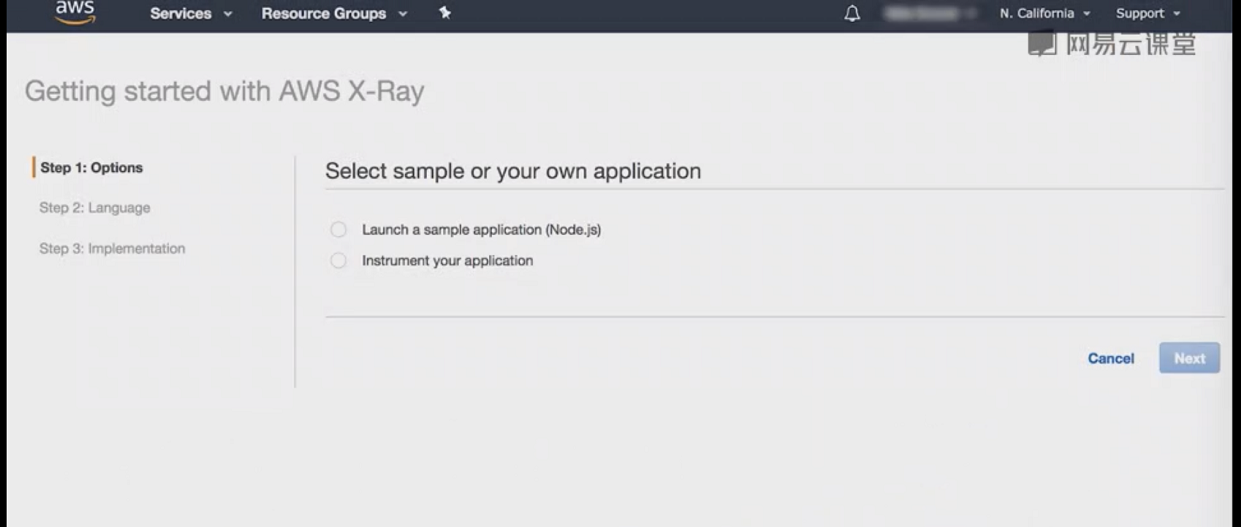 aws
Services Resource Groups N. California Support
网易云课堂
Getting started with AWS X-Ray
Step 1: Options
Step 2: Language
Step 3: Implementation
Select sample or your own application
Launch a sample application (Node.js)
Instrument your application
Cancel Next